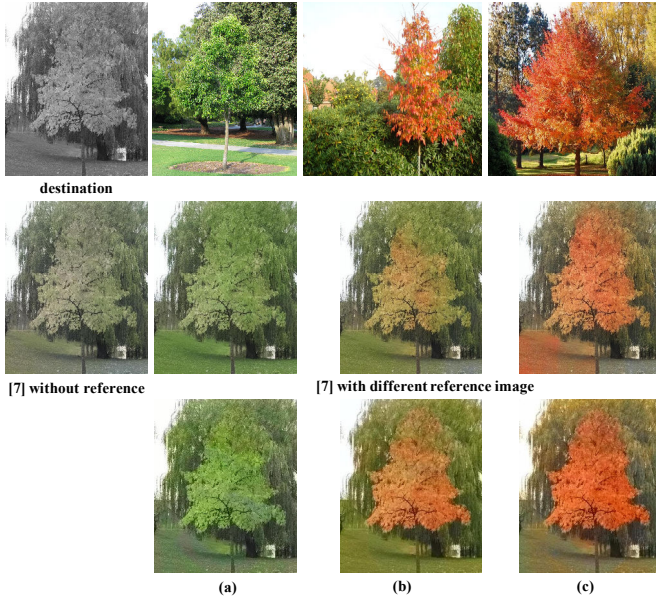 destination
[7] without reference
[7] with different reference image
(a)
(b)
(c)